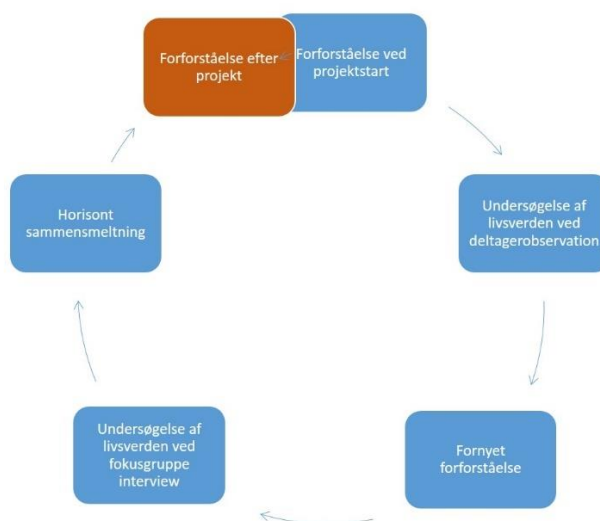 Forforståelse efter
projekt
Forforståelse ved
projektstart
Undersøgelse af
livsverden ved
deltagerobservation
Fornyet
forforståelse
Undersøgelse af
livsverden ved
fokusgruppe
interview
Horisont
sammensmeltning